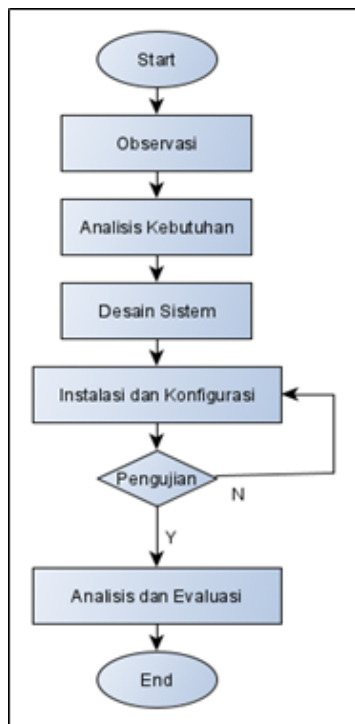 Start
Observasi
Analisis Kebutuhan
Desain Sistem
Instalasi dan Konfigurasi
Pengujian
N
Y
Analisis dan Evaluasi
End